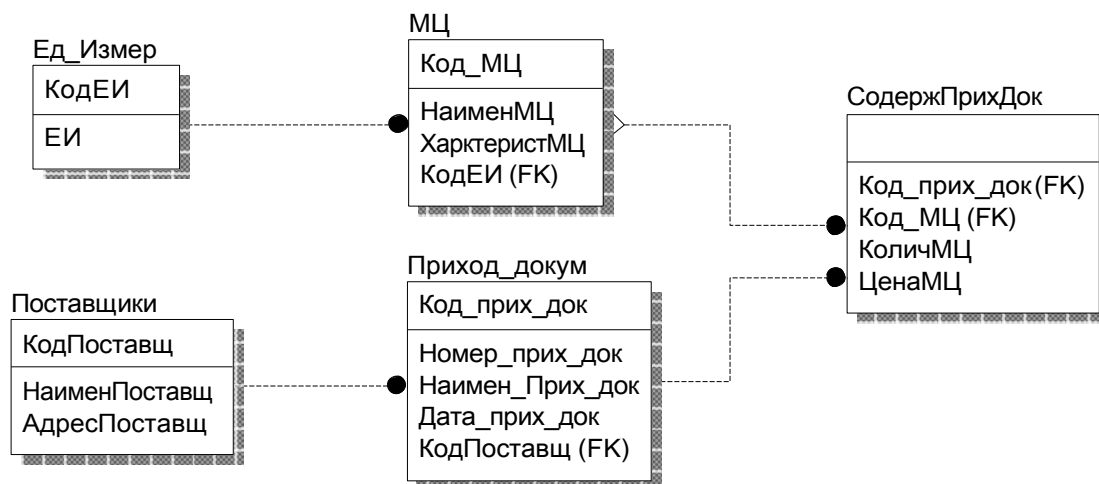 Ед_Измер
КодЕИ
ЕИ
МЦ
Код_МЦ
НаименМЦ
ХарктеристМЦ
КодЕИ (FK)
СодержПрихДок
Код_прих_док (FK)
Код_МЦ (FK)
КоличМЦ
ЦенаМЦ
Поставщики
КодПоставщ
НаименПоставщ
АдресПоставщ
Приход_докум
Код_прих_док
Номер_прих_док
Наимен_Прих_док
Дата_прих_док
КодПоставщ (FK)